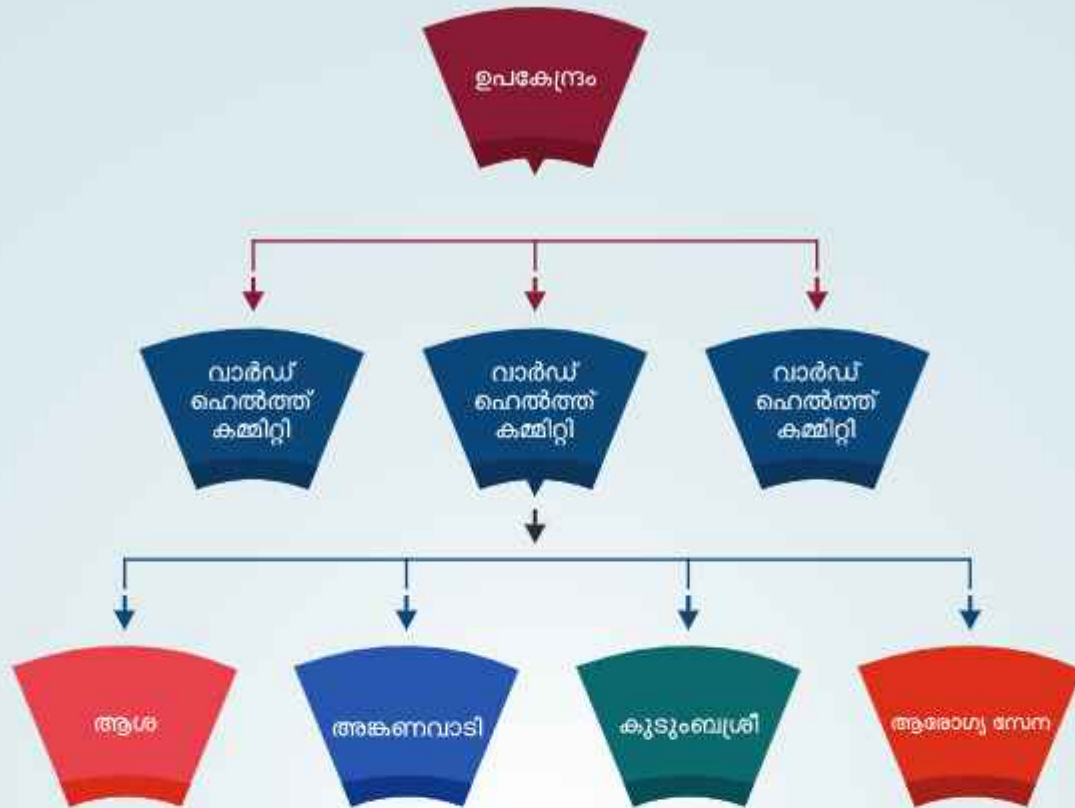 ഉപകേന്ദ്രം
വാർഡ്
ഹെൽത്ത്
കമ്മിറ്റി
വാർഡ്
ഹെൽത്ത്
കമ്മിറ്റി
വാർഡ്
ഹെൽത്ത്
കമ്മിറ്റി
ആശ
അങ്കണവാടി
കുടുംബശ്രീ
ആരോഗ്യ സേന